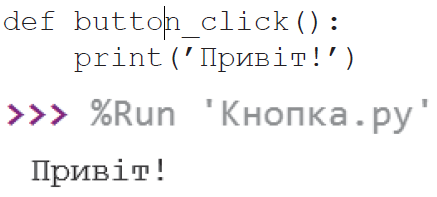 def button_click():
    print('Привіт!')
>>> %Run 'Кнопка.py'
Привіт!